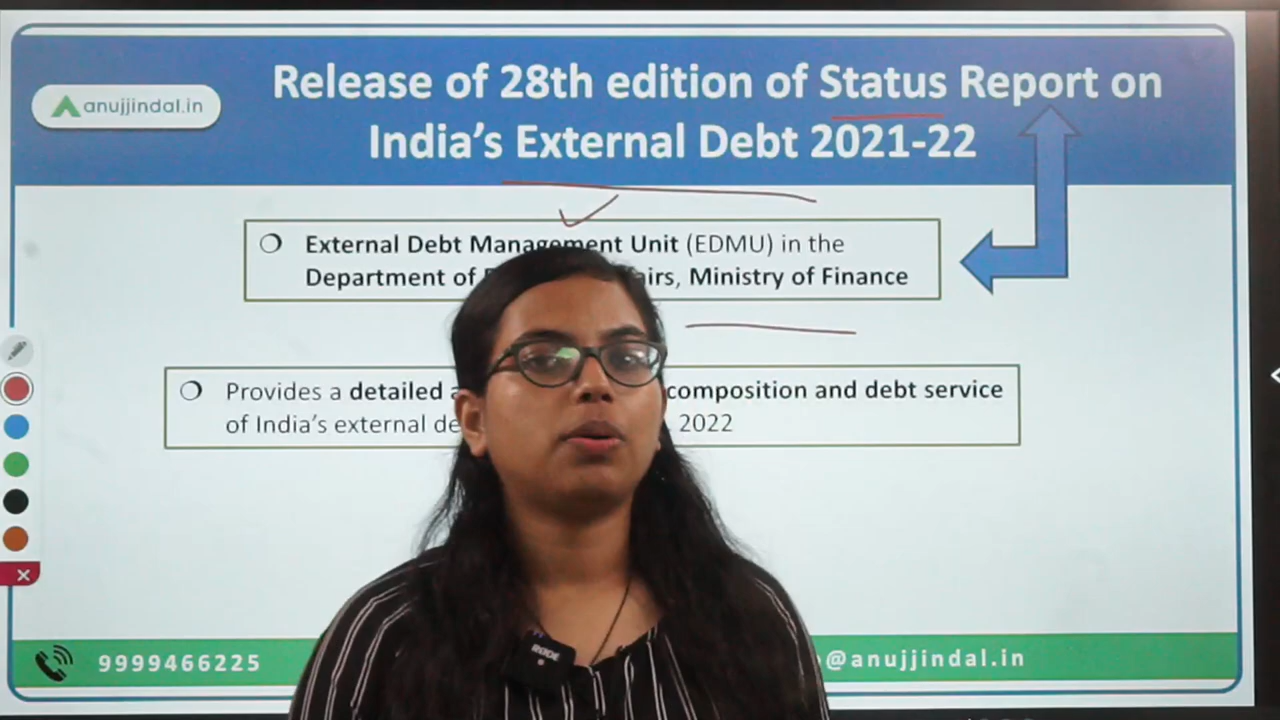 anujjindal.in
Release of 28th edition of Status Report on
India's External Debt 2021-22
External Debt Management Unit (EDMU) in the
Department of Ministry of Finance
Provides a detailed composition and debt service
of India's external 2022
9999466225
@anujjindal.in
RODE